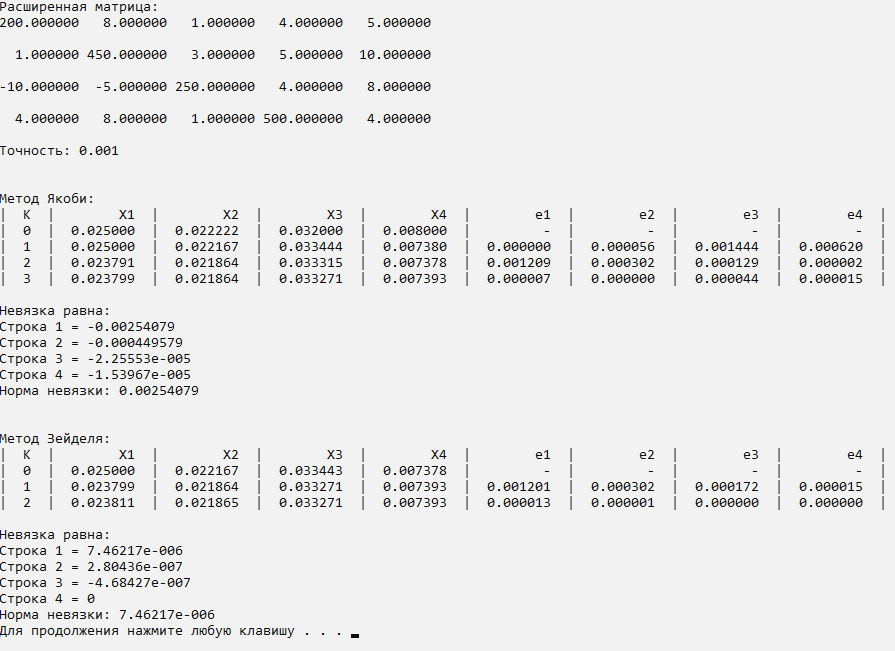 Расширенная матрица:
200.000000 8.000000 1.000000 4.000000 5.000000
1.000000 450.000000 3.000000 5.000000 10.000000
-10.000000 -5.000000 250.000000 4.000000 8.000000
4.000000 8.000000 1.000000 500.000000 4.000000
Точность: 0.001
Метод Якоби:
| K | X1 | X2 | X3 | X4 | e1 | e2 | e3 | e4 |
| 0 | 0.025000 | 0.022222 | 0.032000 | 0.008000 | - | - | - | - |
| 1 | 0.025000 | 0.022167 | 0.033444 | 0.007380 | 0.000000 | 0.000056 | 0.001444 | 0.000620 |
| 2 | 0.023791 | 0.021864 | 0.033315 | 0.007378 | 0.001209 | 0.000302 | 0.000129 | 0.000002 |
| 3 | 0.023799 | 0.021864 | 0.033271 | 0.007393 | 0.000007 | 0.000000 | 0.000044 | 0.000015 |
Невязка равна:
Строка 1 = -0.00254079
Строка 2 = -0.000449579
Строка 3 = -2.25553e-005
Строка 4 = -1.53967e-005
Норма невязки: 0.00254079
Метод Зейделя:
| K | X1 | X2 | X3 | X4 | e1 | e2 | e3 | e4 |
| 0 | 0.025000 | 0.022167 | 0.033443 | 0.007378 | - | - | - | - |
| 1 | 0.023799 | 0.021864 | 0.033271 | 0.007393 | 0.001201 | 0.000302 | 0.000172 | 0.000015 |
| 2 | 0.023811 | 0.021865 | 0.033271 | 0.007393 | 0.000013 | 0.000001 | 0.000000 | 0.000000 |
Невязка равна:
Строка 1 = 7.46217e-006
Строка 2 = 2.80436e-007
Строка 3 = -4.68427e-007
Строка 4 = 0
Норма невязки: 7.46217e-006
Для продолжения нажмите любую клавишу . . .